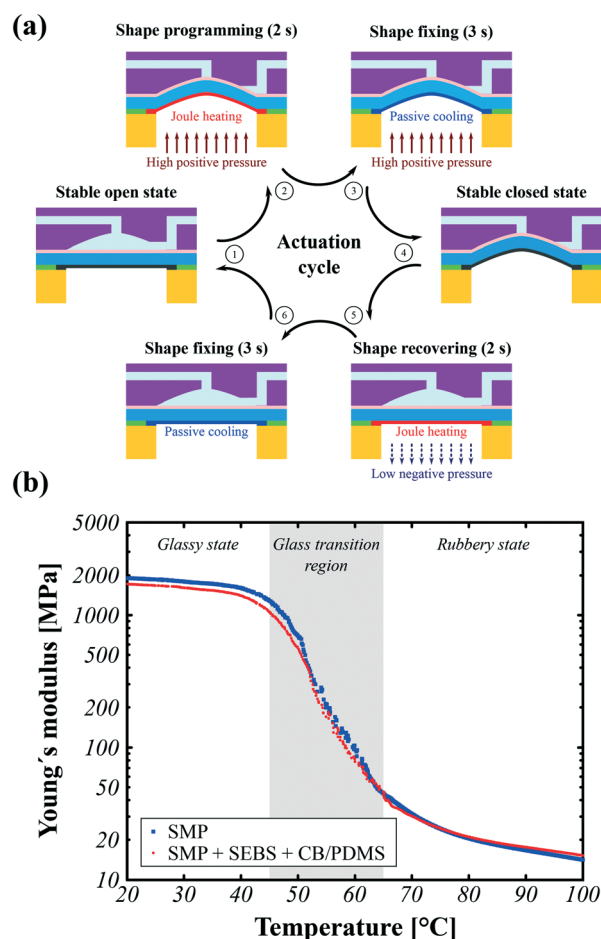 (a)
Shape programming (2 s)
Shape fixing (3 s)
Joule heating
Passive cooling
High positive pressure
High positive pressure
Stable open state
2
3
Stable closed state
1
Actuation
cycle
4
6
5
Shape fixing (3 s)
Shape recovering (2 s)
Passive cooling
Joule heating
Low negative pressure
(b)
5000
Glassy state
Glass transition
region
Rubbery state
2000
1000
500
200
100
50
20
10
Young´s modulus [MPa]
SMP
SMP + SEBS + CB/PDMS
20
30
40
50
60
70
80
90
100
Temperature [°C]